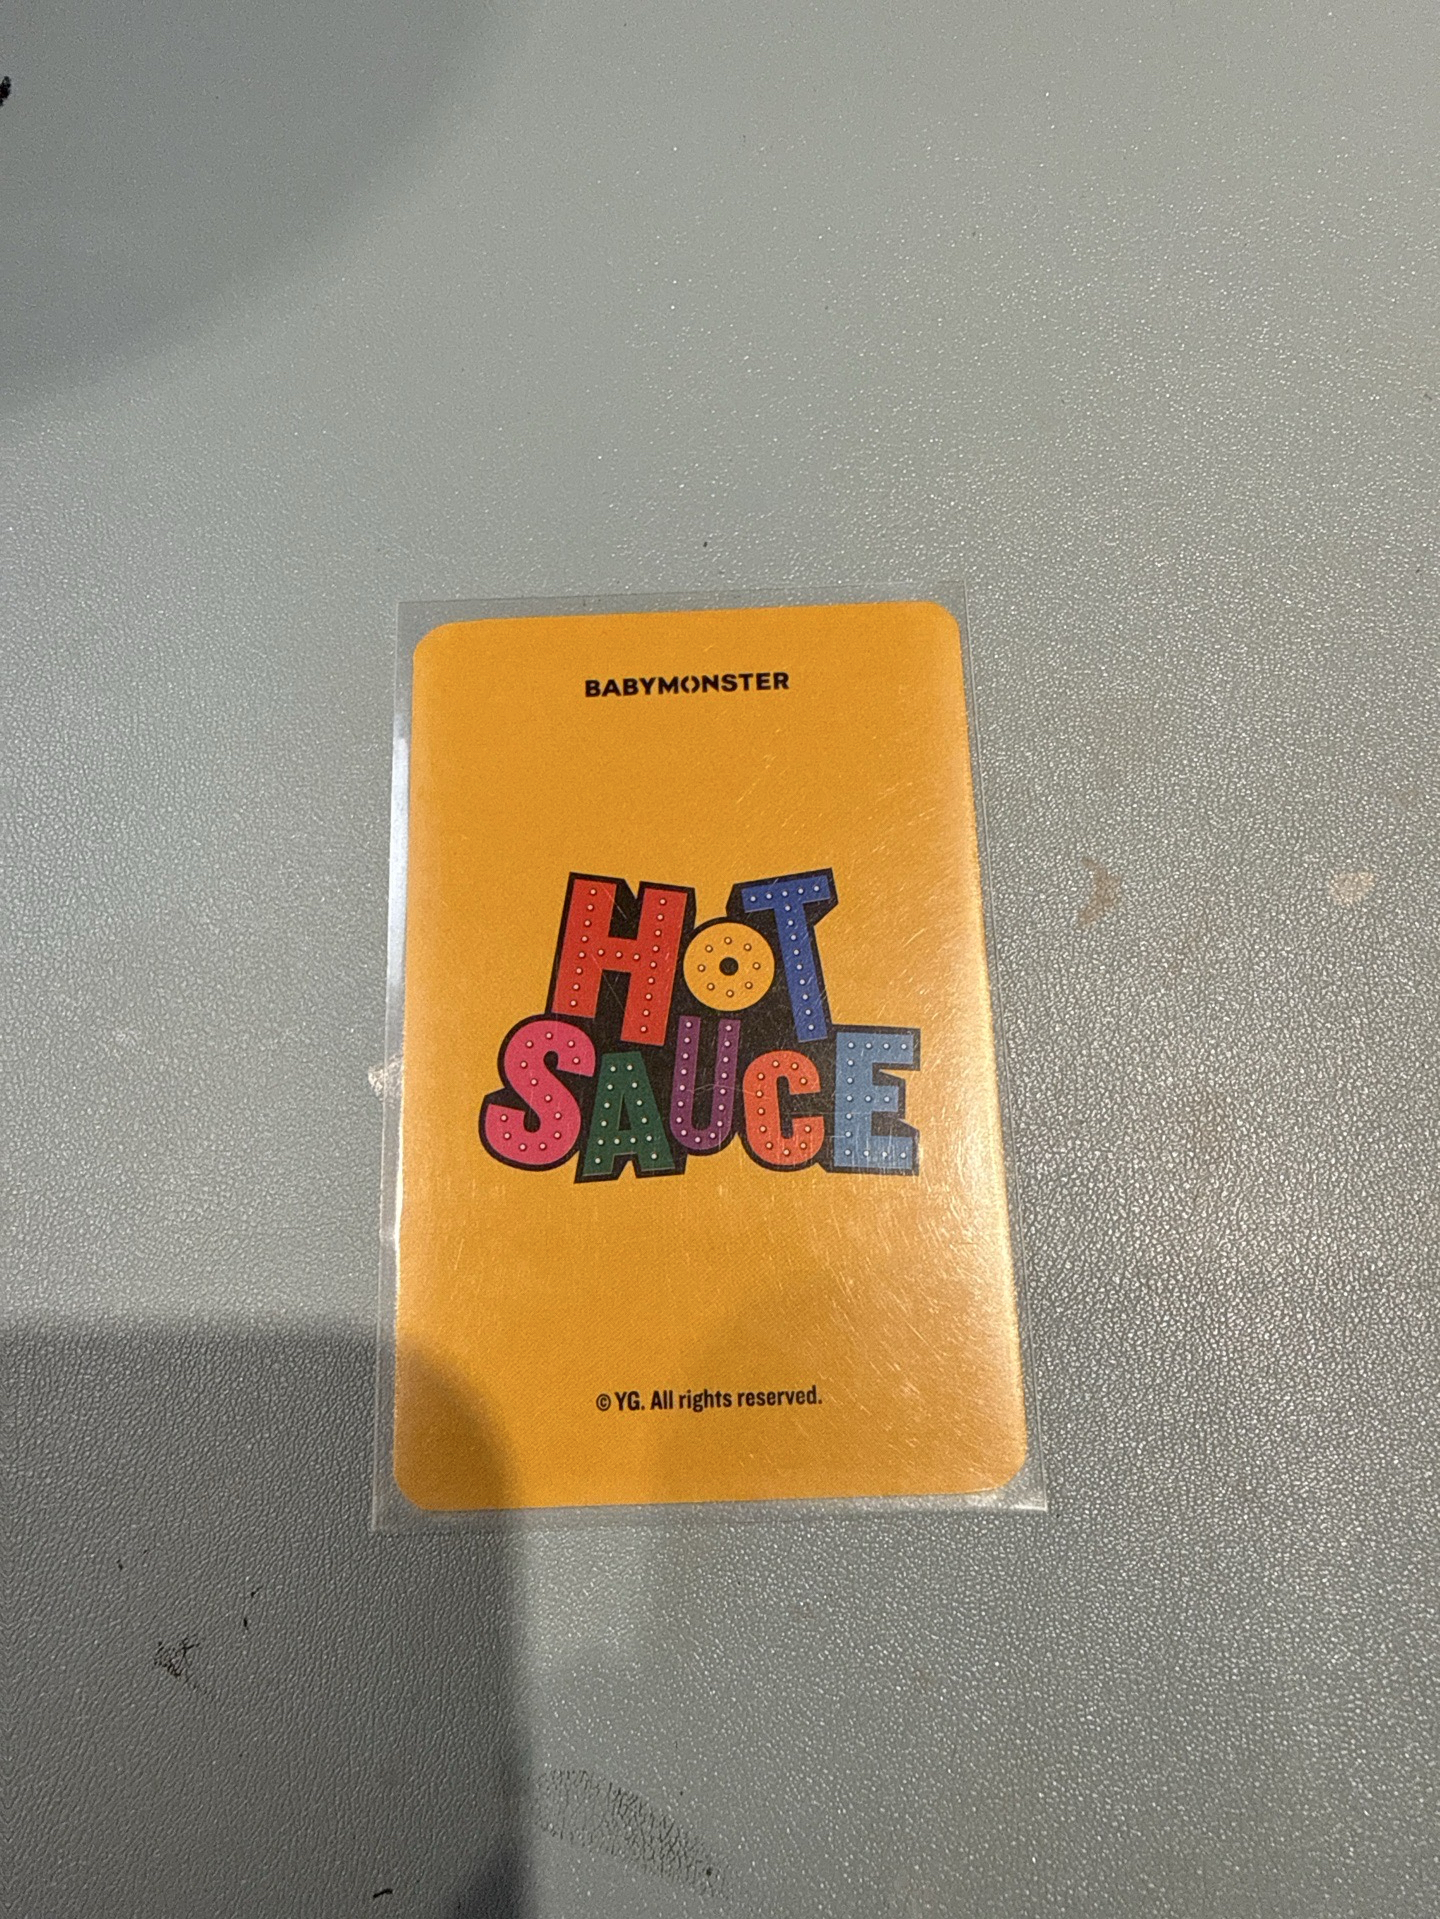 BABYMONSTER
HOT
SAUCE
© YG. All rights reserved.